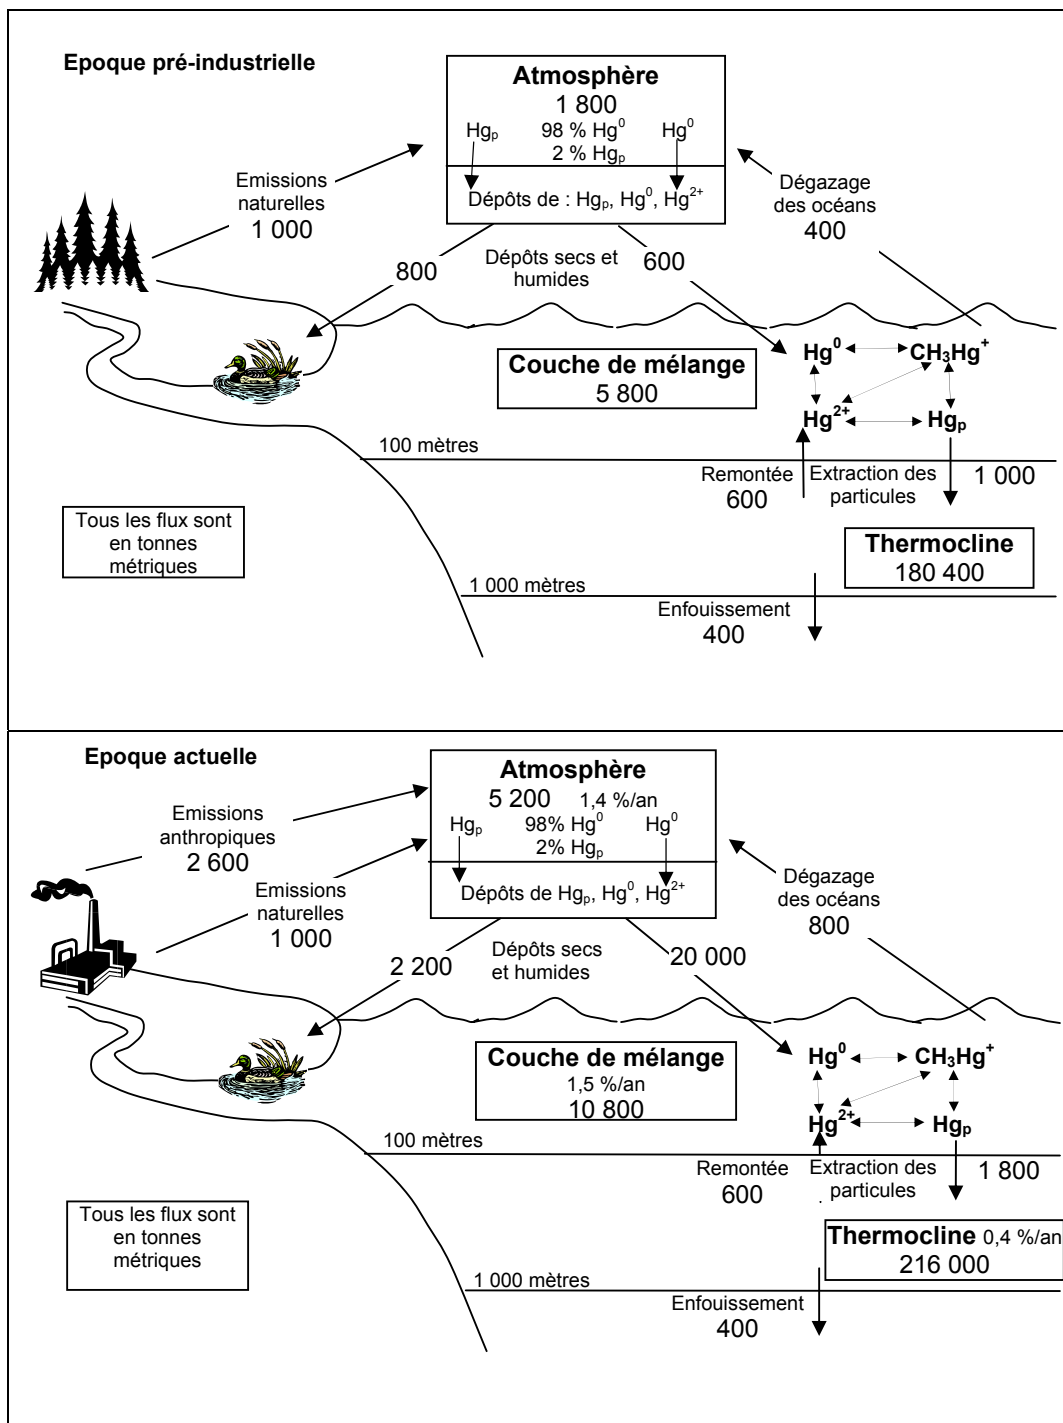 Epoque pré-industrielle
Atmosphère
1 800
Hgₚ 98 % Hg⁰ Hg⁰
2 % Hgₚ
Dépôts de : Hgₚ, Hg⁰, Hg²⁺
Emissions
naturelles
1 000
Dégazage
des océans
400
800
Dépôts secs et
humides
600
Couche de mélange
5 800
Hg⁰ CH₃Hg⁺
Hg²⁺ Hgₚ
100 mètres
Remontée
600
Extraction des
particules
1 000
Tous les flux sont
en tonnes
métriques
Thermocline
180 400
1 000 mètres
Enfouissement
400
Epoque actuelle
Atmosphère
5 200 1,4 %/an
Hgₚ 98% Hg⁰ Hg⁰
2% Hgₚ
Dépôts de Hgₚ, Hg⁰, Hg²⁺
Emissions
anthropiques
2 600
Emissions
naturelles
1 000
Dégazage
des océans
800
2 200
Dépôts secs
et humides
20 000
Couche de mélange
1,5 %/an
10 800
Hg⁰ CH₃Hg⁺
Hg²⁺ Hgₚ
100 mètres
Remontée
600
Extraction des
particules
1 800
Tous les flux sont
en tonnes
métriques
Thermocline 0,4 %/an
216 000
1 000 mètres
Enfouissement
400